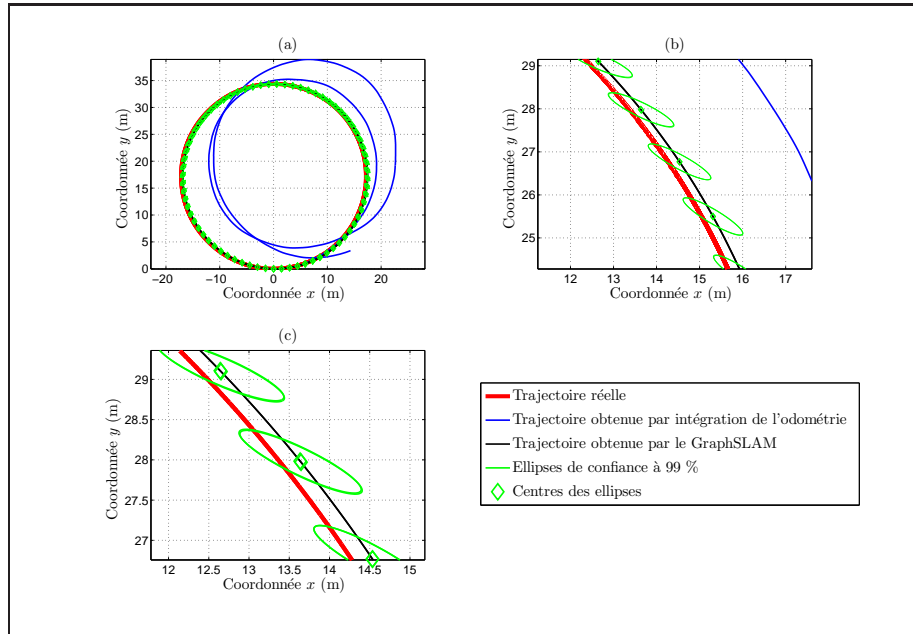 (a)
35
30
25
20
15
10
5
0
−20 −10 0 10 20
Coordonnée x (m)
Coordonnée y (m)
(b)
29
28
27
26
25
12 13 14 15 16 17
Coordonnée x (m)
Coordonnée y (m)
(c)
29
28.5
28
27.5
27
12 12.5 13 13.5 14 14.5 15
Coordonnée x (m)
Coordonnée y (m)
Trajectoire réelle
Trajectoire obtenue par intégration de l'odométrie
Trajectoire obtenue par le GraphSLAM
Ellipses de confiance à 99 %
Centres des ellipses